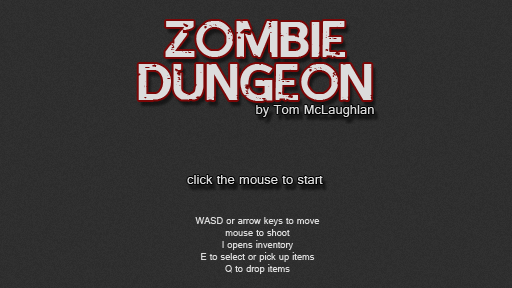 ZOMBIE
DUNGEON
by Tom McLaughlan
click the mouse to start
WASD or arrow keys to move
mouse to shoot
I opens inventory
E to select or pick up items
Q to drop items